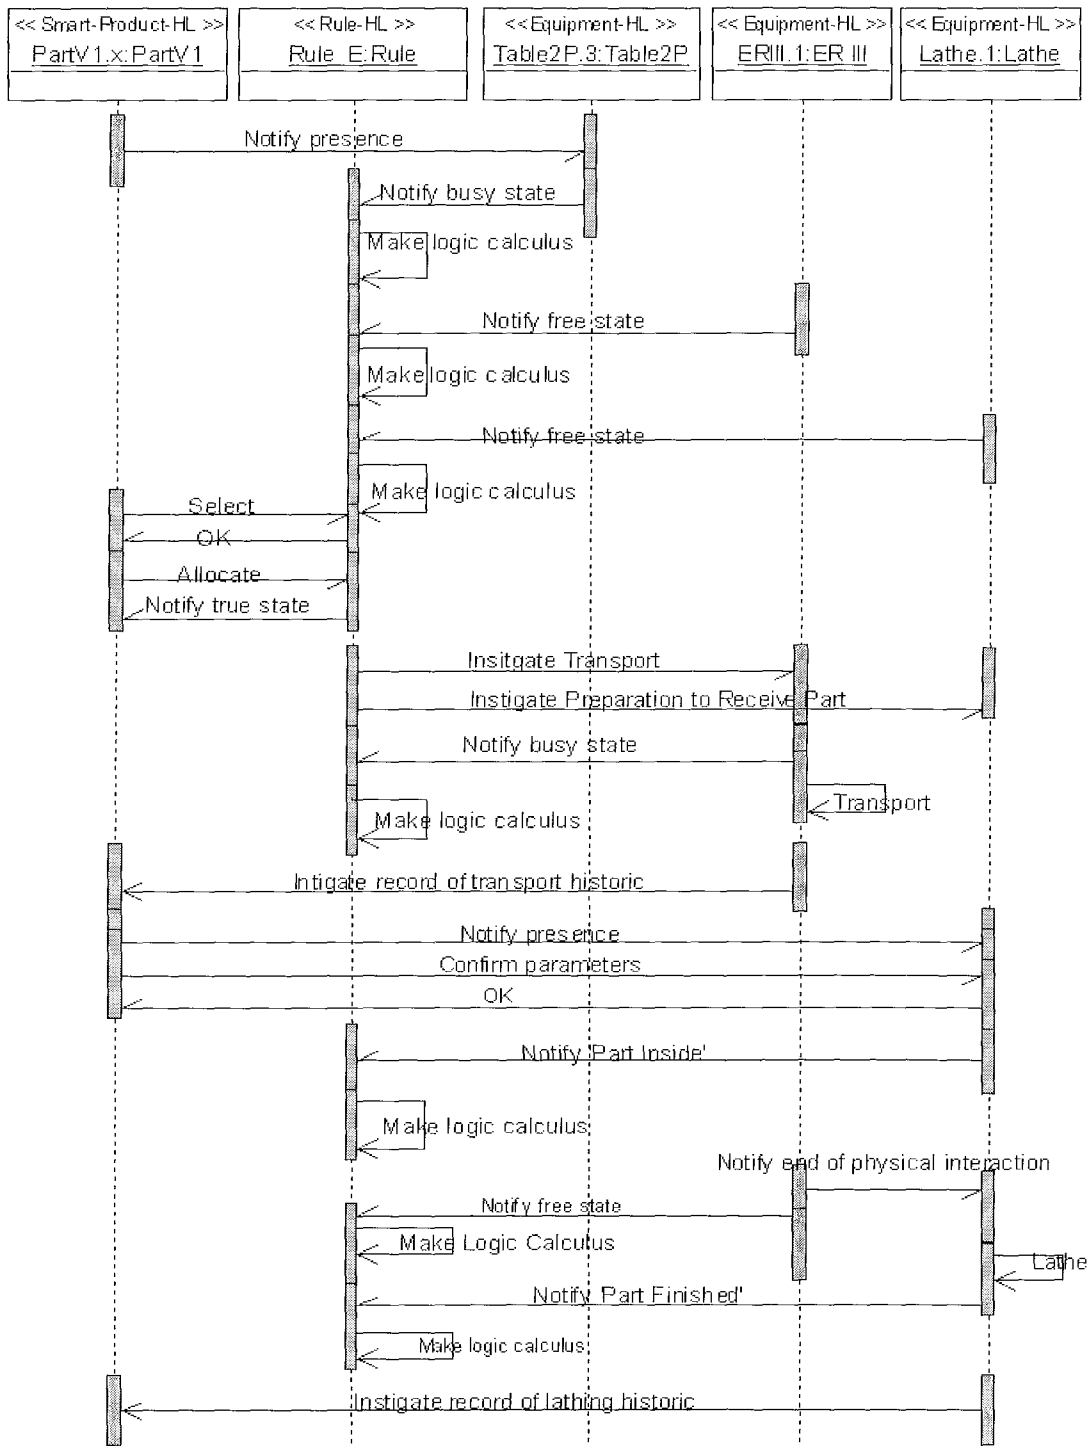 << Smart-Product-HL >>
PartV1.x:PartV1
<< Rule-HL >>
Rule_E:Rule
<<Equipment-HL >>
Table2P.3:Table2P
<< Equipment-HL >>
ERIII.1:ER III
<< Equipment-HL >>
Lathe.1:Lathe
Notify presence
Notify busy state
Make logic calculus
Notify free state
Make logic calculus
Notify free state
Make logic calculus
Select
OK
Allocate
Notify true state
Insitgate Transport
Instigate Preparation to Receive Part
Notify busy state
Transport
Make logic calculus
Intigate record of transport historic
Notify presence
Confirm parameters
OK
Notify 'Part Inside'
Make logic calculus
Notify end of physical interaction
Notify free state
Make Logic Calculus
Lathe
Notify 'Part Finished'
Make logic calculus
Instigate record of lathing historic